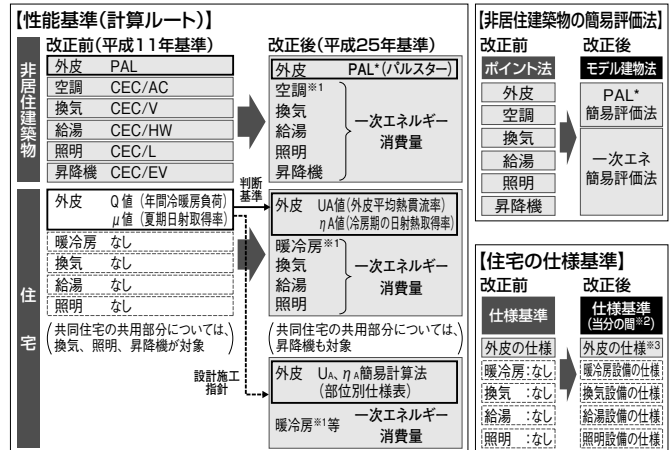 【性能基準(計算ルート)】
改正前(平成11年基準)
改正後(平成25年基準)
非居住建築物
外皮 PAL
空調 CEC/AC
換気 CEC/V
給湯 CEC/HW
照明 CEC/L
昇降機 CEC/EV
外皮 PAL*(パルスター)
空調※1
換気
給湯
照明
昇降機
一次エネルギー
消費量
住宅
外皮 Q値(年間冷暖房負荷)
μ値(夏期日射取得率)
暖冷房 なし
換気 なし
給湯 なし
照明 なし
(共同住宅の共用部分については、
換気、照明、昇降機が対象)
判断
基準
外皮 UA値(外皮平均熱貫流率)
ηA値(冷房期の日射熱取得率)
暖冷房※1
換気
給湯
照明
一次エネルギー
消費量
(共同住宅の共用部分については、
昇降機も対象)
設計施工
指針
外皮 UA、ηA簡易計算法
(部位別仕様表)
暖冷房※1等 一次エネルギー
消費量
【非居住建築物の簡易評価法】
改正前 改正後
ポイント法
外皮
空調
換気
給湯
照明
昇降機
モデル建物法
PAL*
簡易評価法
一次エネ
簡易評価法
【住宅の仕様基準】
改正前 改正後
仕様基準
外皮の仕様
暖冷房:なし
換気 :なし
給湯 :なし
照明 :なし
仕様基準
(当分の間※2)
外皮の仕様※3
暖冷房設備の仕様
換気設備の仕様
給湯設備の仕様
照明設備の仕様